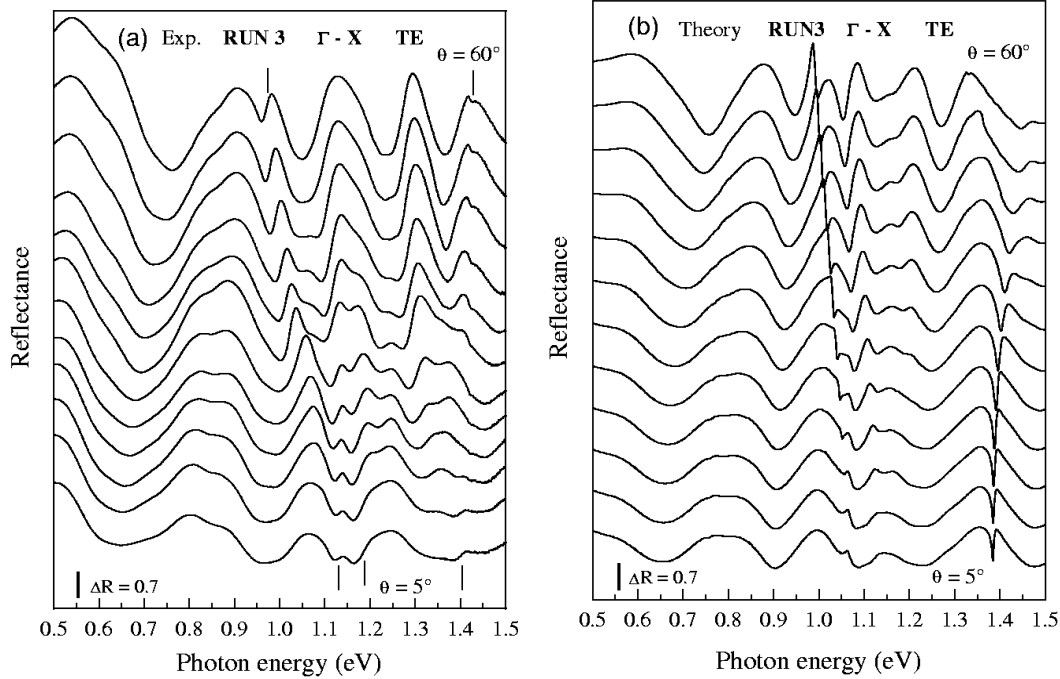 (a) Exp. RUN 3 Γ - X TE
θ = 60°
Reflectance
ΔR = 0.7
θ = 5°
0.5 0.6 0.7 0.8 0.9 1.0 1.1 1.2 1.3 1.4 1.5
Photon energy (eV)
(b) Theory RUN3 Γ - X TE
θ = 60°
Reflectance
ΔR = 0.7
θ = 5°
0.5 0.6 0.7 0.8 0.9 1.0 1.1 1.2 1.3 1.4 1.5
Photon energy (eV)